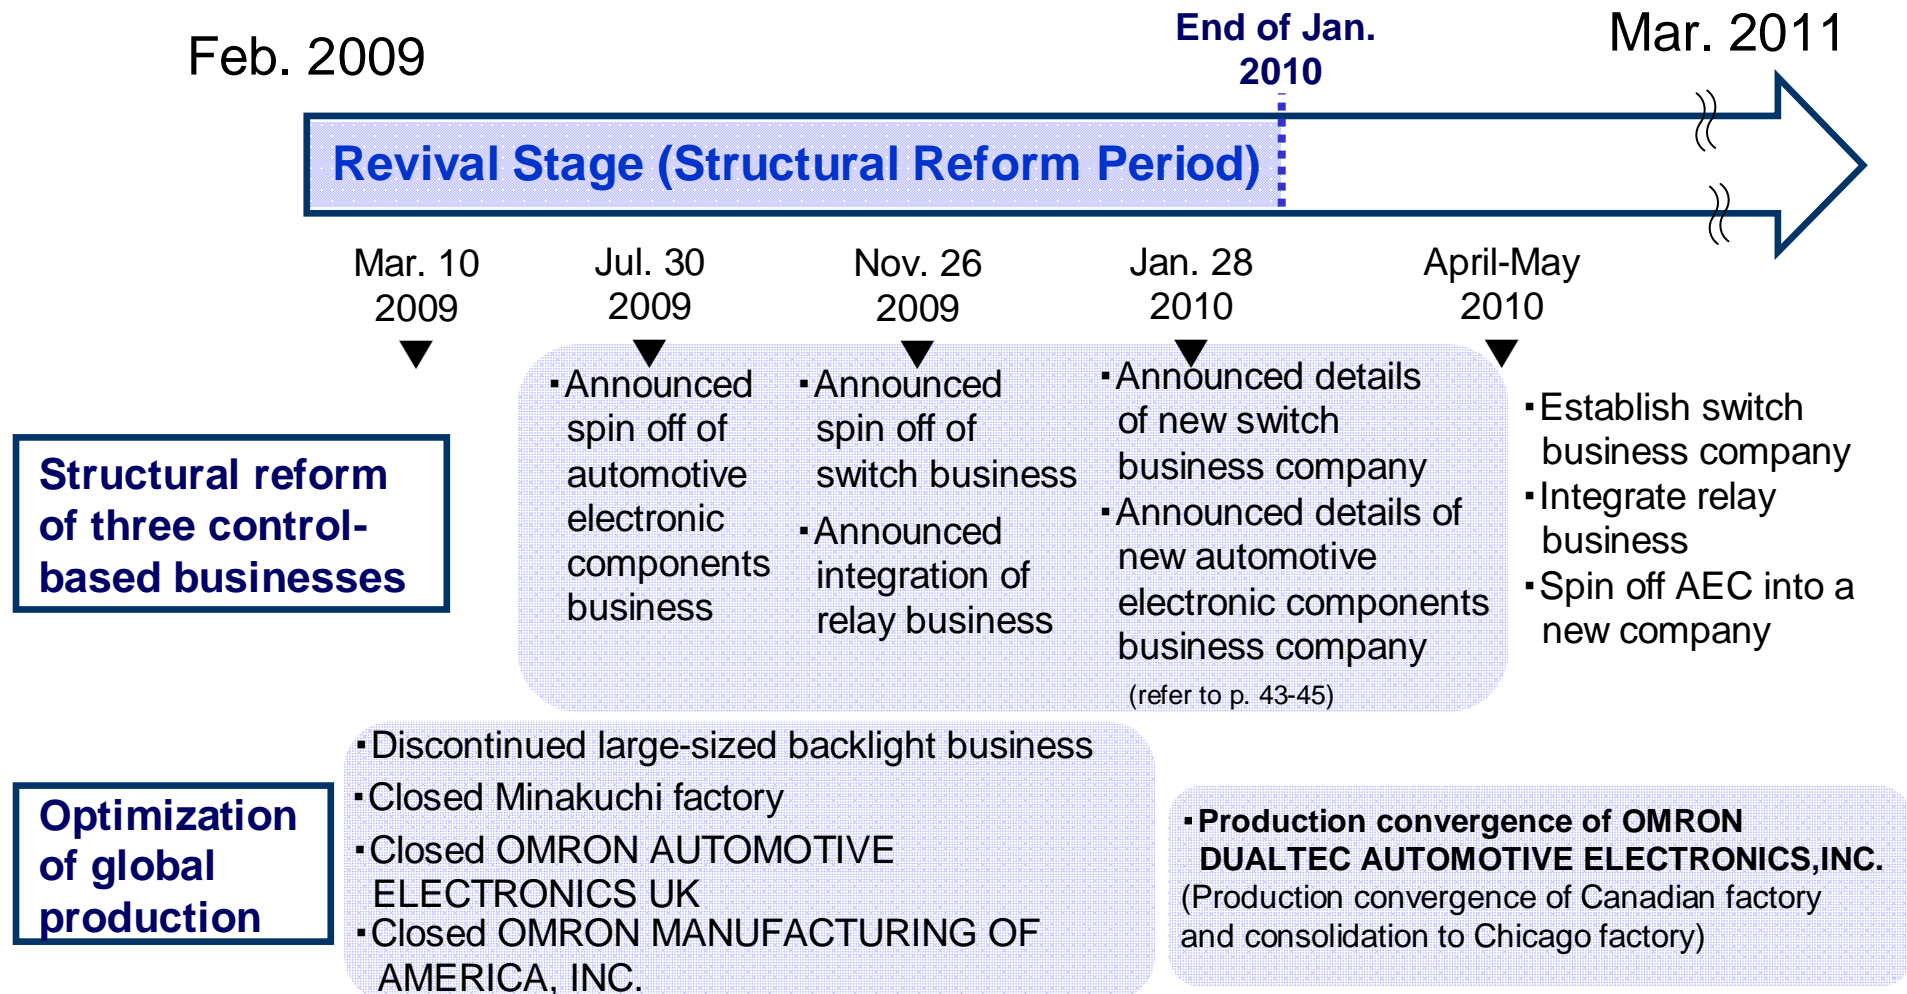 Feb. 2009
End of Jan.
2010
Mar. 2011
Revival Stage (Structural Reform Period)
Mar. 10
2009
Jul. 30
2009
Nov. 26
2009
Jan. 28
2010
April-May
2010
Structural reform
of three control-
based businesses
▪Announced
spin off of
automotive
electronic
components
business
▪Announced
spin off of
switch business
▪Announced
integration of
relay business
▪Announced details
of new switch
business company
▪Announced details of
new automotive
electronic components
business company
(refer to p. 43-45)
▪Establish switch
business company
▪Integrate relay
business
▪Spin off AEC into a
new company
Optimization
of global
production
▪Discontinued large-sized backlight business
▪Closed Minakuchi factory
▪Closed OMRON AUTOMOTIVE
ELECTRONICS UK
▪Closed OMRON MANUFACTURING OF
AMERICA, INC.
▪Production convergence of OMRON
DUALTEC AUTOMOTIVE ELECTRONICS,INC.
(Production convergence of Canadian factory
and consolidation to Chicago factory)